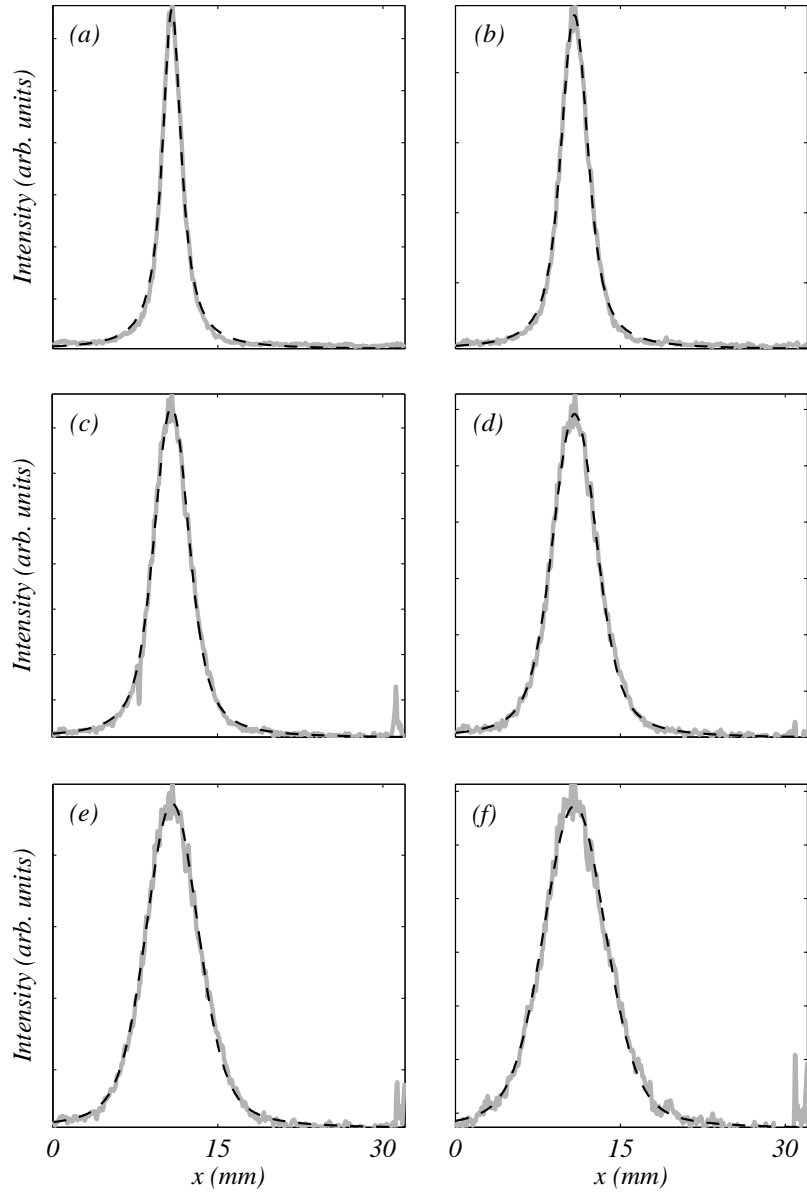 (a)
(b)
Intensity (arb. units)
(c)
(d)
Intensity (arb. units)
(e)
(f)
Intensity (arb. units)
0 15 30 0 15 30
x (mm) x (mm)